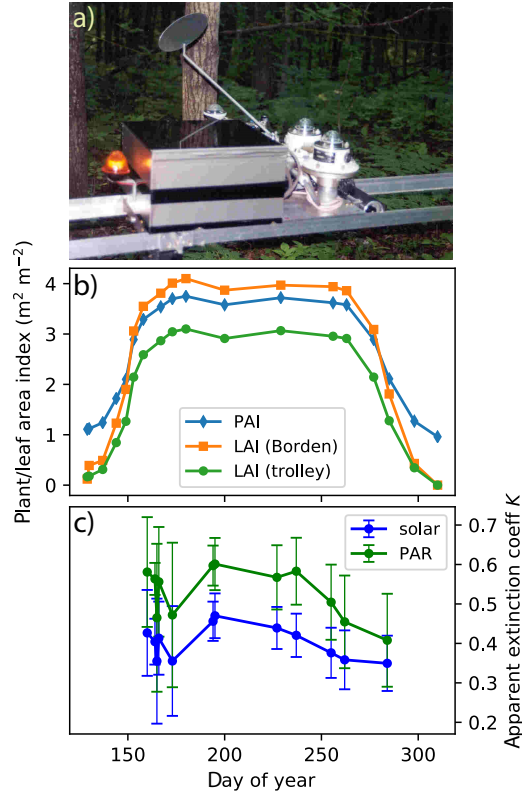 a)
b)
Plant/leaf area index (m² m⁻²)
4
3
2
1
0
PAI
LAI (Borden)
LAI (trolley)
c)
solar
PAR
0.7
0.6
0.5
0.4
0.3
0.2
Apparent extinction coeff K
150
200
250
300
Day of year